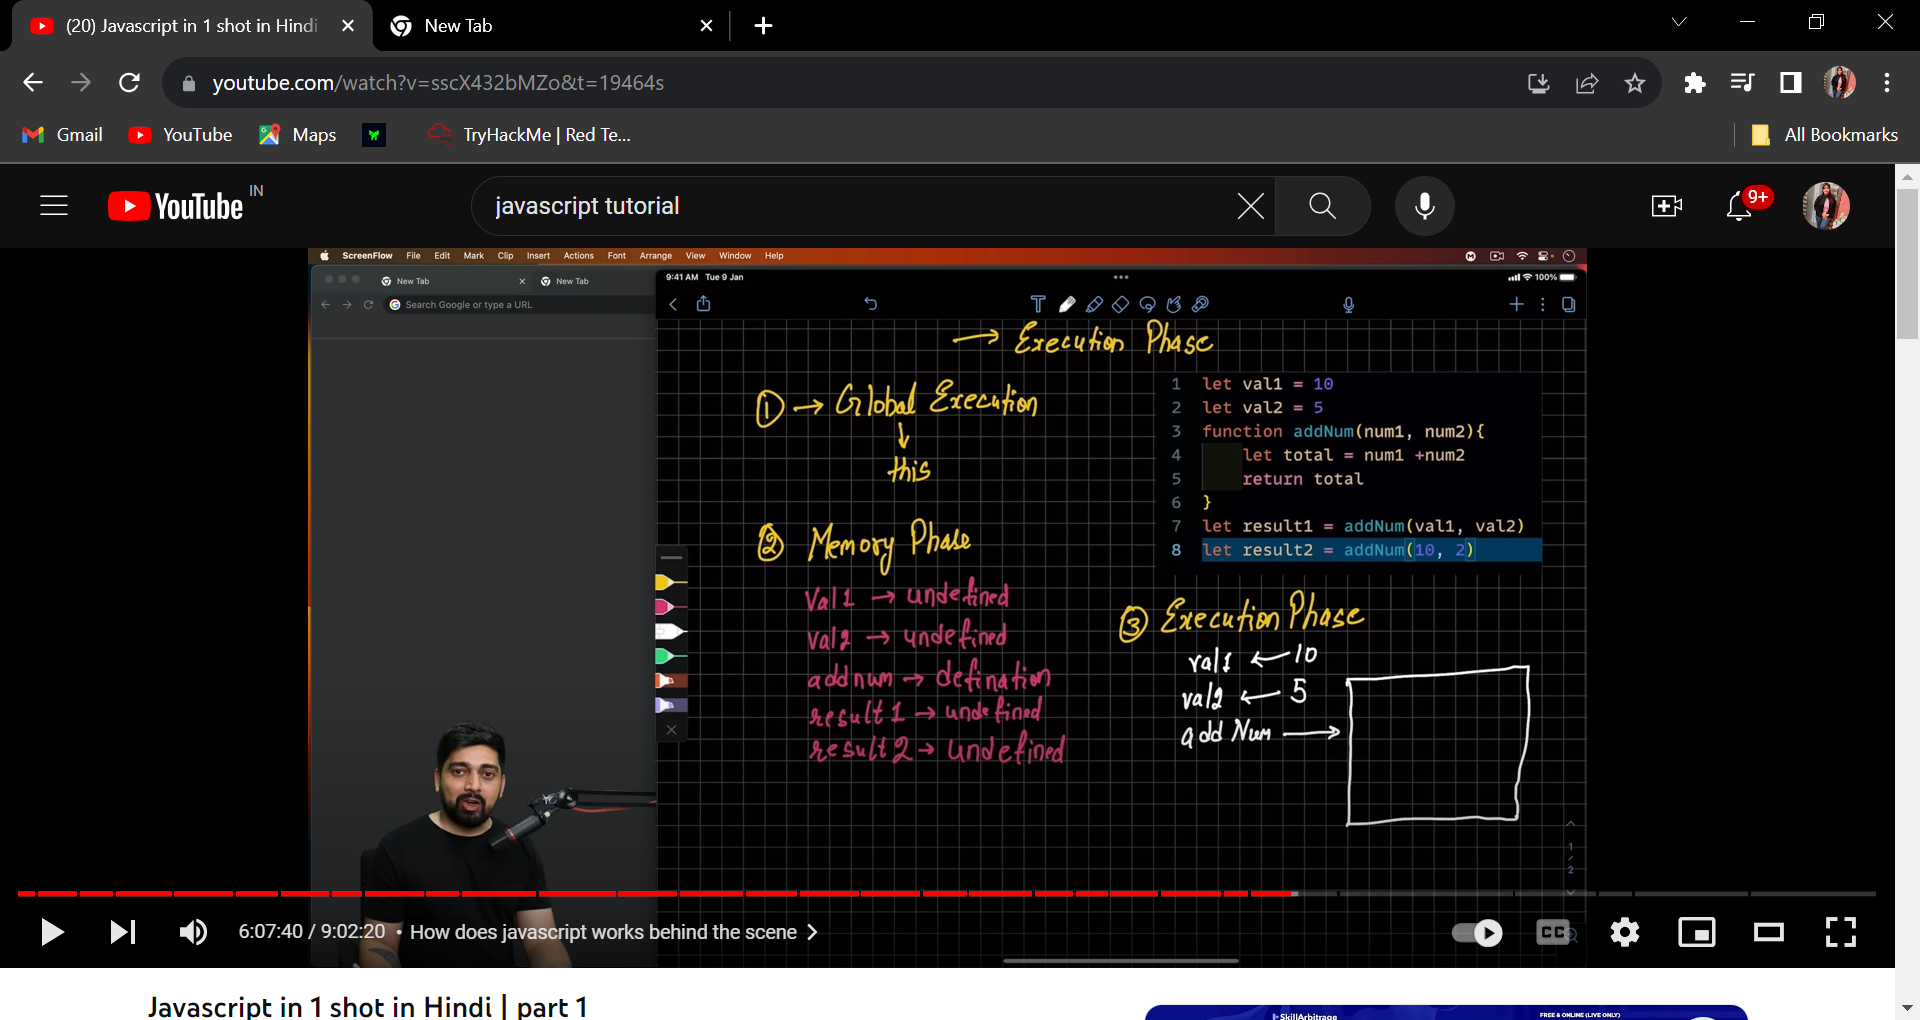 (20) Javascript in 1 shot in Hindi
New Tab
youtube.com/watch?v=sscX432bMZo&t=19464s
Gmail YouTube Maps TryHackMe | Red Te... All Bookmarks
YouTube IN
javascript tutorial
9+
ScreenFlow File Edit Mark Clip Insert Actions Font Arrange View Window Help
New Tab New Tab
Search Google or type a URL
9:41 AM Tue 9 Jan
100%
→ Execution Phase
① → Global Execution
↓
this
② Memory Phase
Val1 → undefined
val2 → undefined
addnum → defination
result1 → undefined
result2 → undefined
1 let val1 = 10
2 let val2 = 5
3 function addNum(num1, num2){
4 let total = num1 +num2
5 return total
6 }
7 let result1 = addNum(val1, val2)
8 let result2 = addNum(10, 2)
③ Execution Phase
val1 ← 10
val2 ← 5
add Num →
1
/
2
6:07:40 / 9:02:20 • How does javascript works behind the scene
CC
Javascript in 1 shot in Hindi | part 1
SkillArbitrage
FREE & ONLINE (LIVE ONLY)